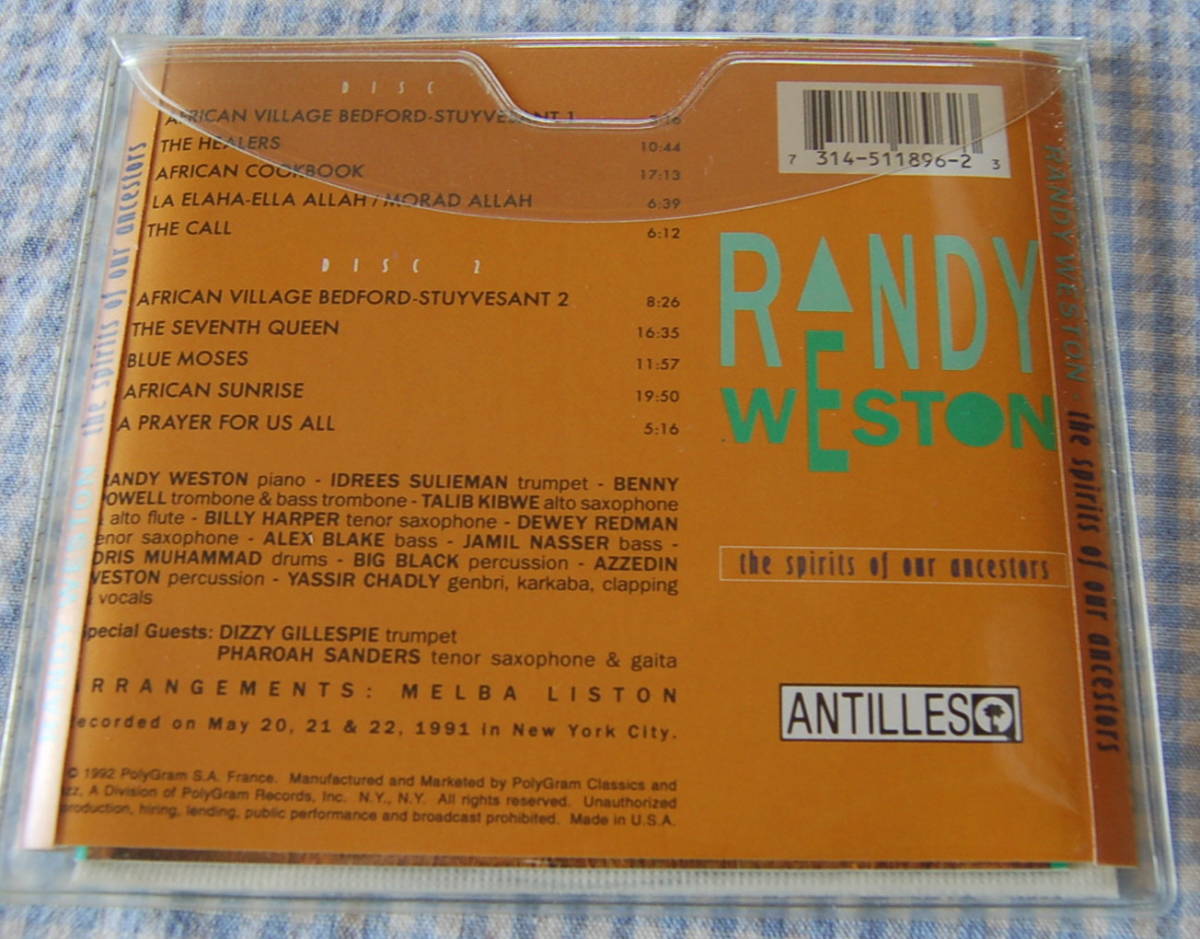 DISC
AFRICAN VILLAGE BEDFORD-STUYVESANT 1 3:16
THE HEALERS 10:44
AFRICAN COOKBOOK 17:13
LA ELAHA-ELLA ALLAH / MORAD ALLAH 6:39
THE CALL 6:12
DISC 2
AFRICAN VILLAGE BEDFORD-STUYVESANT 2 8:26
THE SEVENTH QUEEN 16:35
BLUE MOSES 11:57
AFRICAN SUNRISE 19:50
A PRAYER FOR US ALL 5:16
RANDY WESTON piano - IDREES SULIEMAN trumpet - BENNY
POWELL trombone & bass trombone - TALIB KIBWE alto saxophone
& alto flute - BILLY HARPER tenor saxophone - DEWEY REDMAN
tenor saxophone - ALEX BLAKE bass - JAMIL NASSER bass -
IDRIS MUHAMMAD drums - BIG BLACK percussion - AZZEDIN
WESTON percussion - YASSIR CHADLY genbri, karkaba, clapping
& vocals
Special Guests: DIZZY GILLESPIE trumpet
PHAROAH SANDERS tenor saxophone & gaita
ARRANGEMENTS: MELBA LISTON
Recorded on May 20, 21 & 22, 1991 in New York City.
© 1992 PolyGram S.A. France. Manufactured and Marketed by PolyGram Classics and
zz, A Division of PolyGram Records, Inc. N.Y., N.Y. All rights reserved. Unauthorized
production, hiring, lending, public performance and broadcast prohibited. Made in U.S.A.
7 314-511896-2 3
RANDY
WESTON
the spirits of our ancestors
ANTILLES
RANDY WESTON the spirits of our ancestors
RANDY WESTON . the spirits of our ancestors